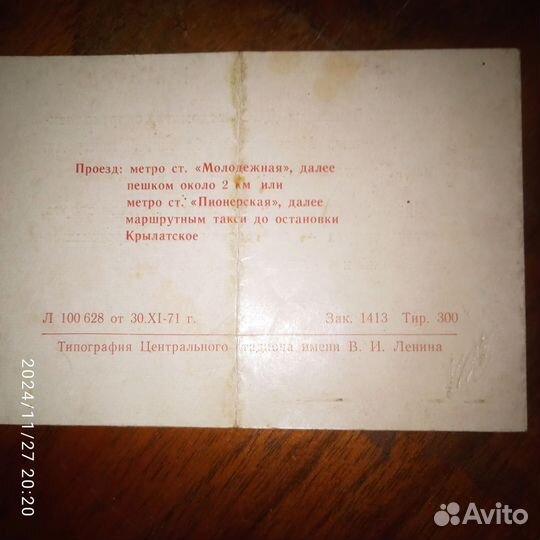 Проезд: метро ст. «Молодежная», далее
пешком около 2 км или
метро ст. «Пионерская», далее
маршрутным такси до остановки
Крылатское
Л 100 628 от 30.XI-71 г. Зак. 1413 Тир. 300
Типография Центрального стадиона имени В. И. Ленина
2024/11/27 20:20
Avito